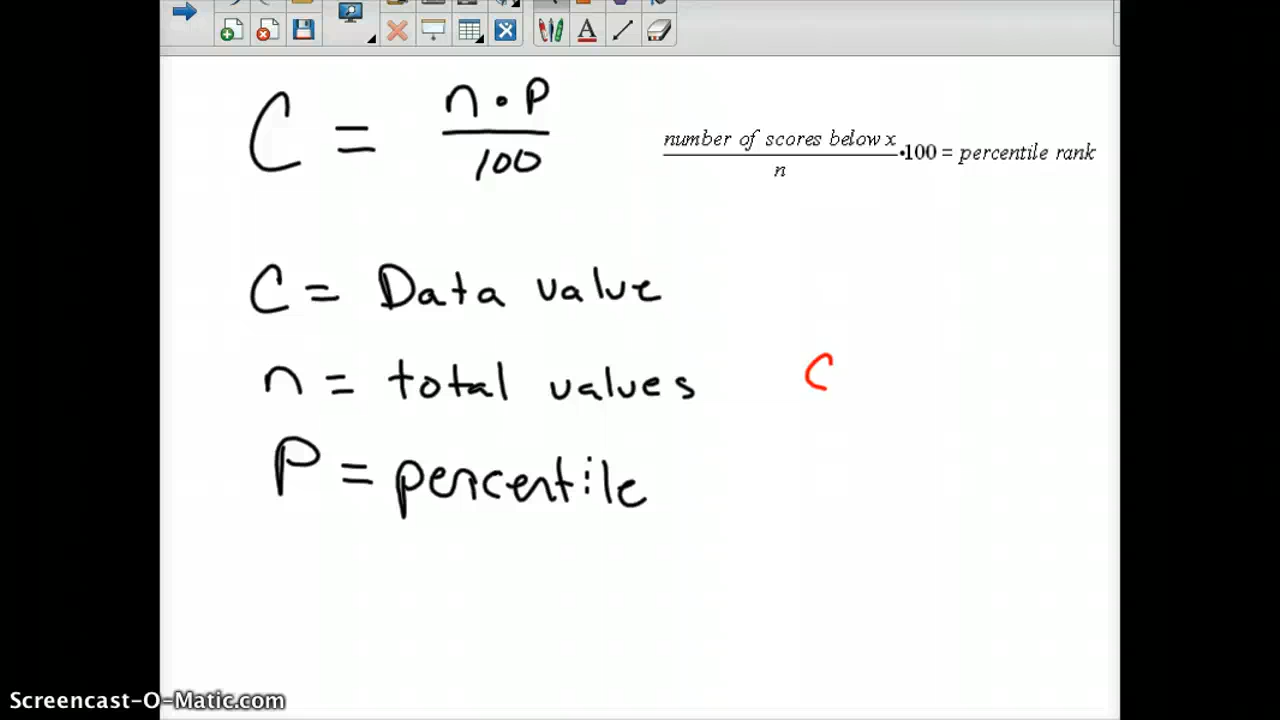 C = n · P / 100
number of scores below x / n •100 = percentile rank
C = Data value
n = total values
P = percentile
C
Screencast-O-Matic.com